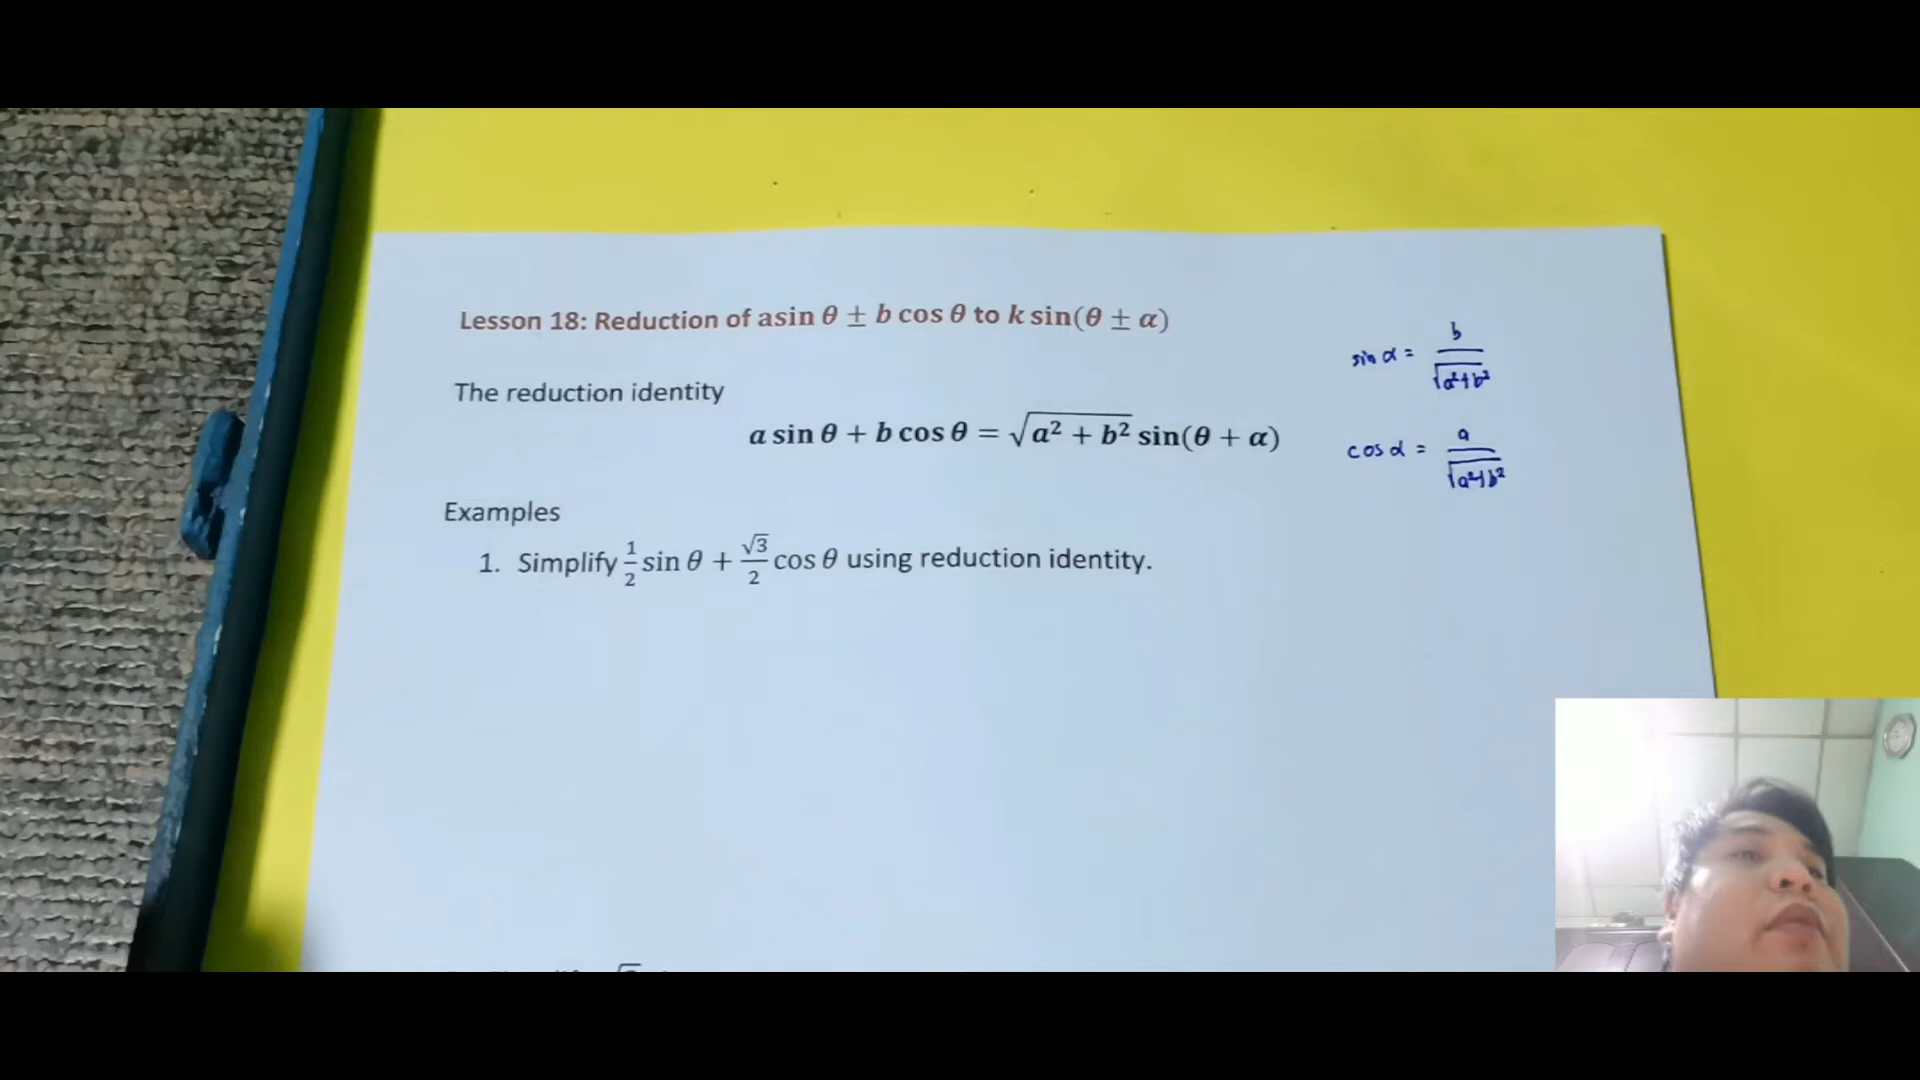 Lesson 18: Reduction of asin θ ± b cos θ to k sin(θ ± α)
The reduction identity
a sin θ + b cos θ = √(a² + b²) sin(θ + α)
sin α = b/√(a²+b²)
cos α = a/√(a²+b²)
Examples
1. Simplify 1/2 sin θ + √3/2 cos θ using reduction identity.